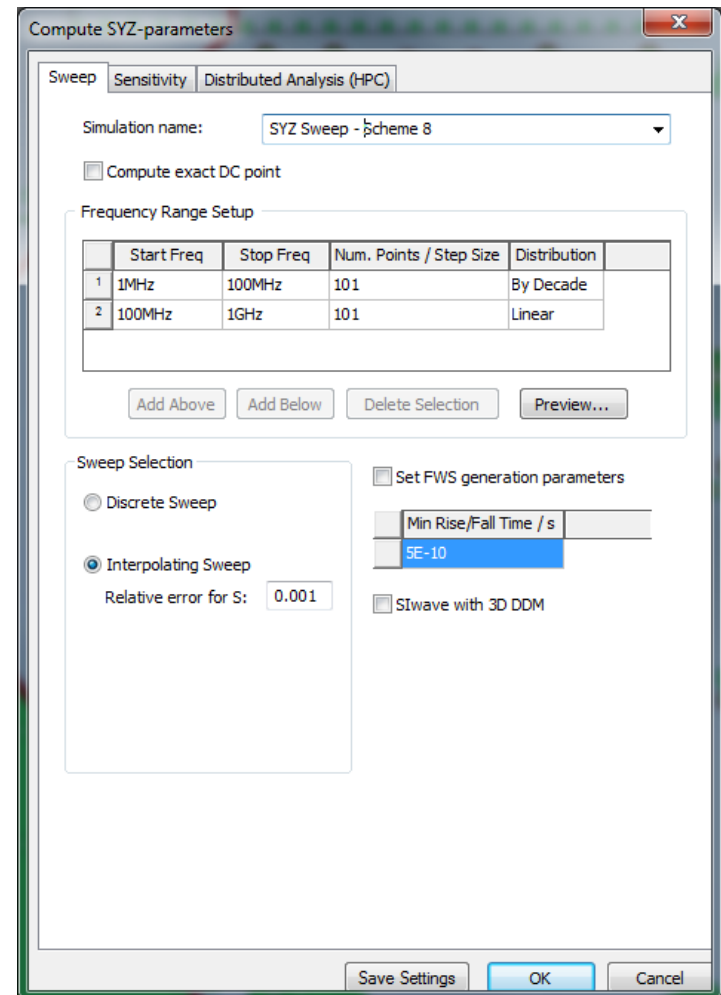 Compute SYZ-parameters
x
Sweep Sensitivity Distributed Analysis (HPC)
Simulation name: SYZ Sweep - Scheme 8
Compute exact DC point
Frequency Range Setup
Start Freq Stop Freq Num. Points / Step Size Distribution
1 1MHz 100MHz 101 By Decade
2 100MHz 1GHz 101 Linear
Add Above Add Below Delete Selection Preview...
Sweep Selection
Set FWS generation parameters
Discrete Sweep
Min Rise/Fall Time / s
5E-10
Interpolating Sweep
Relative error for S: 0.001
SIwave with 3D DDM
Save Settings OK Cancel